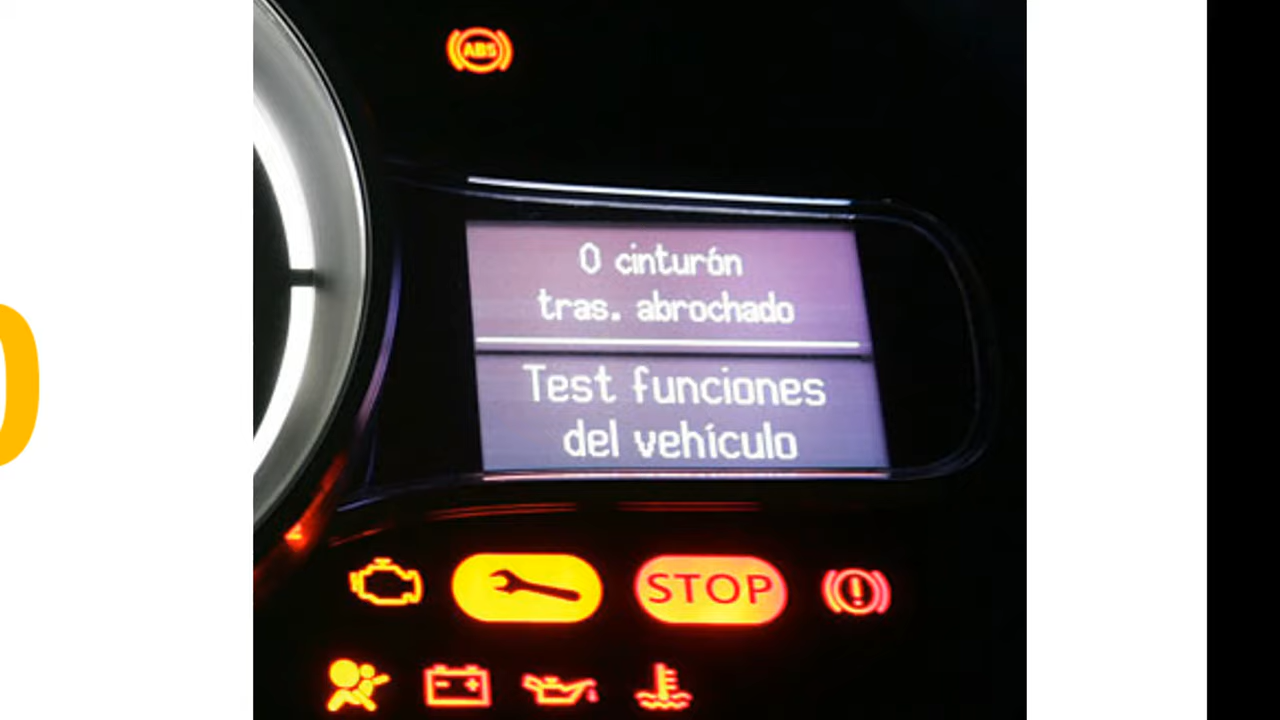 ABS
0 cinturón
tras. abrochado
Test funciones
del vehículo
STOP